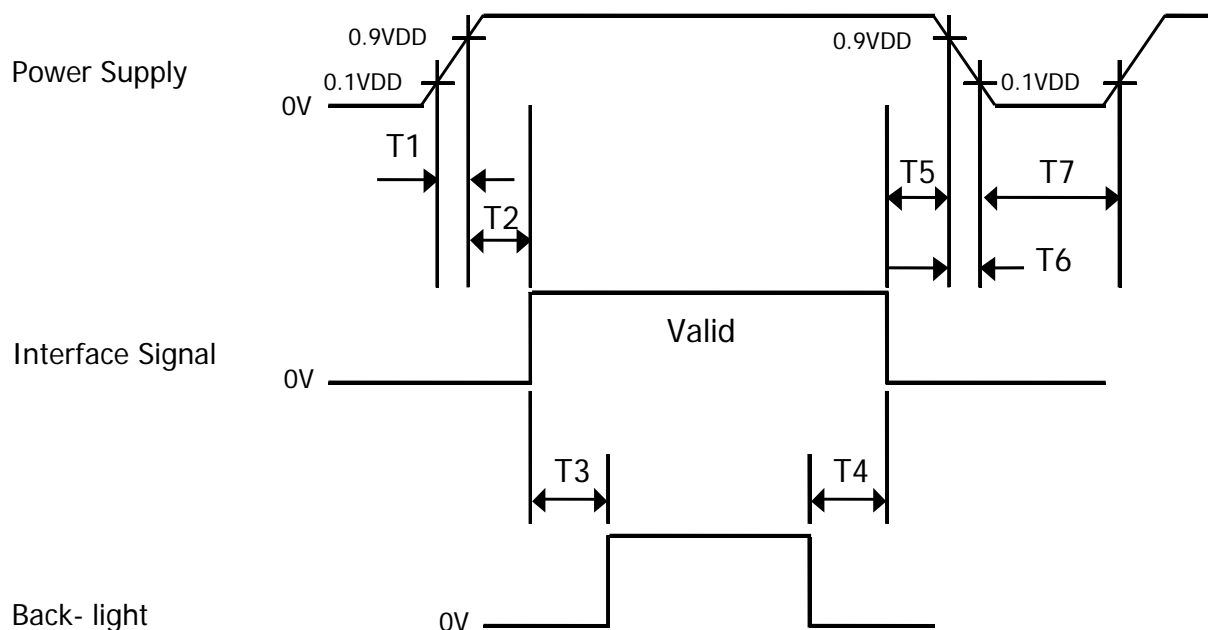 0.9VDD
0.9VDD
Power Supply
0.1VDD
0.1VDD
0V
T1
T5
T7
T2
T6
Valid
Interface Signal
0V
T3
T4
Back- light
0V